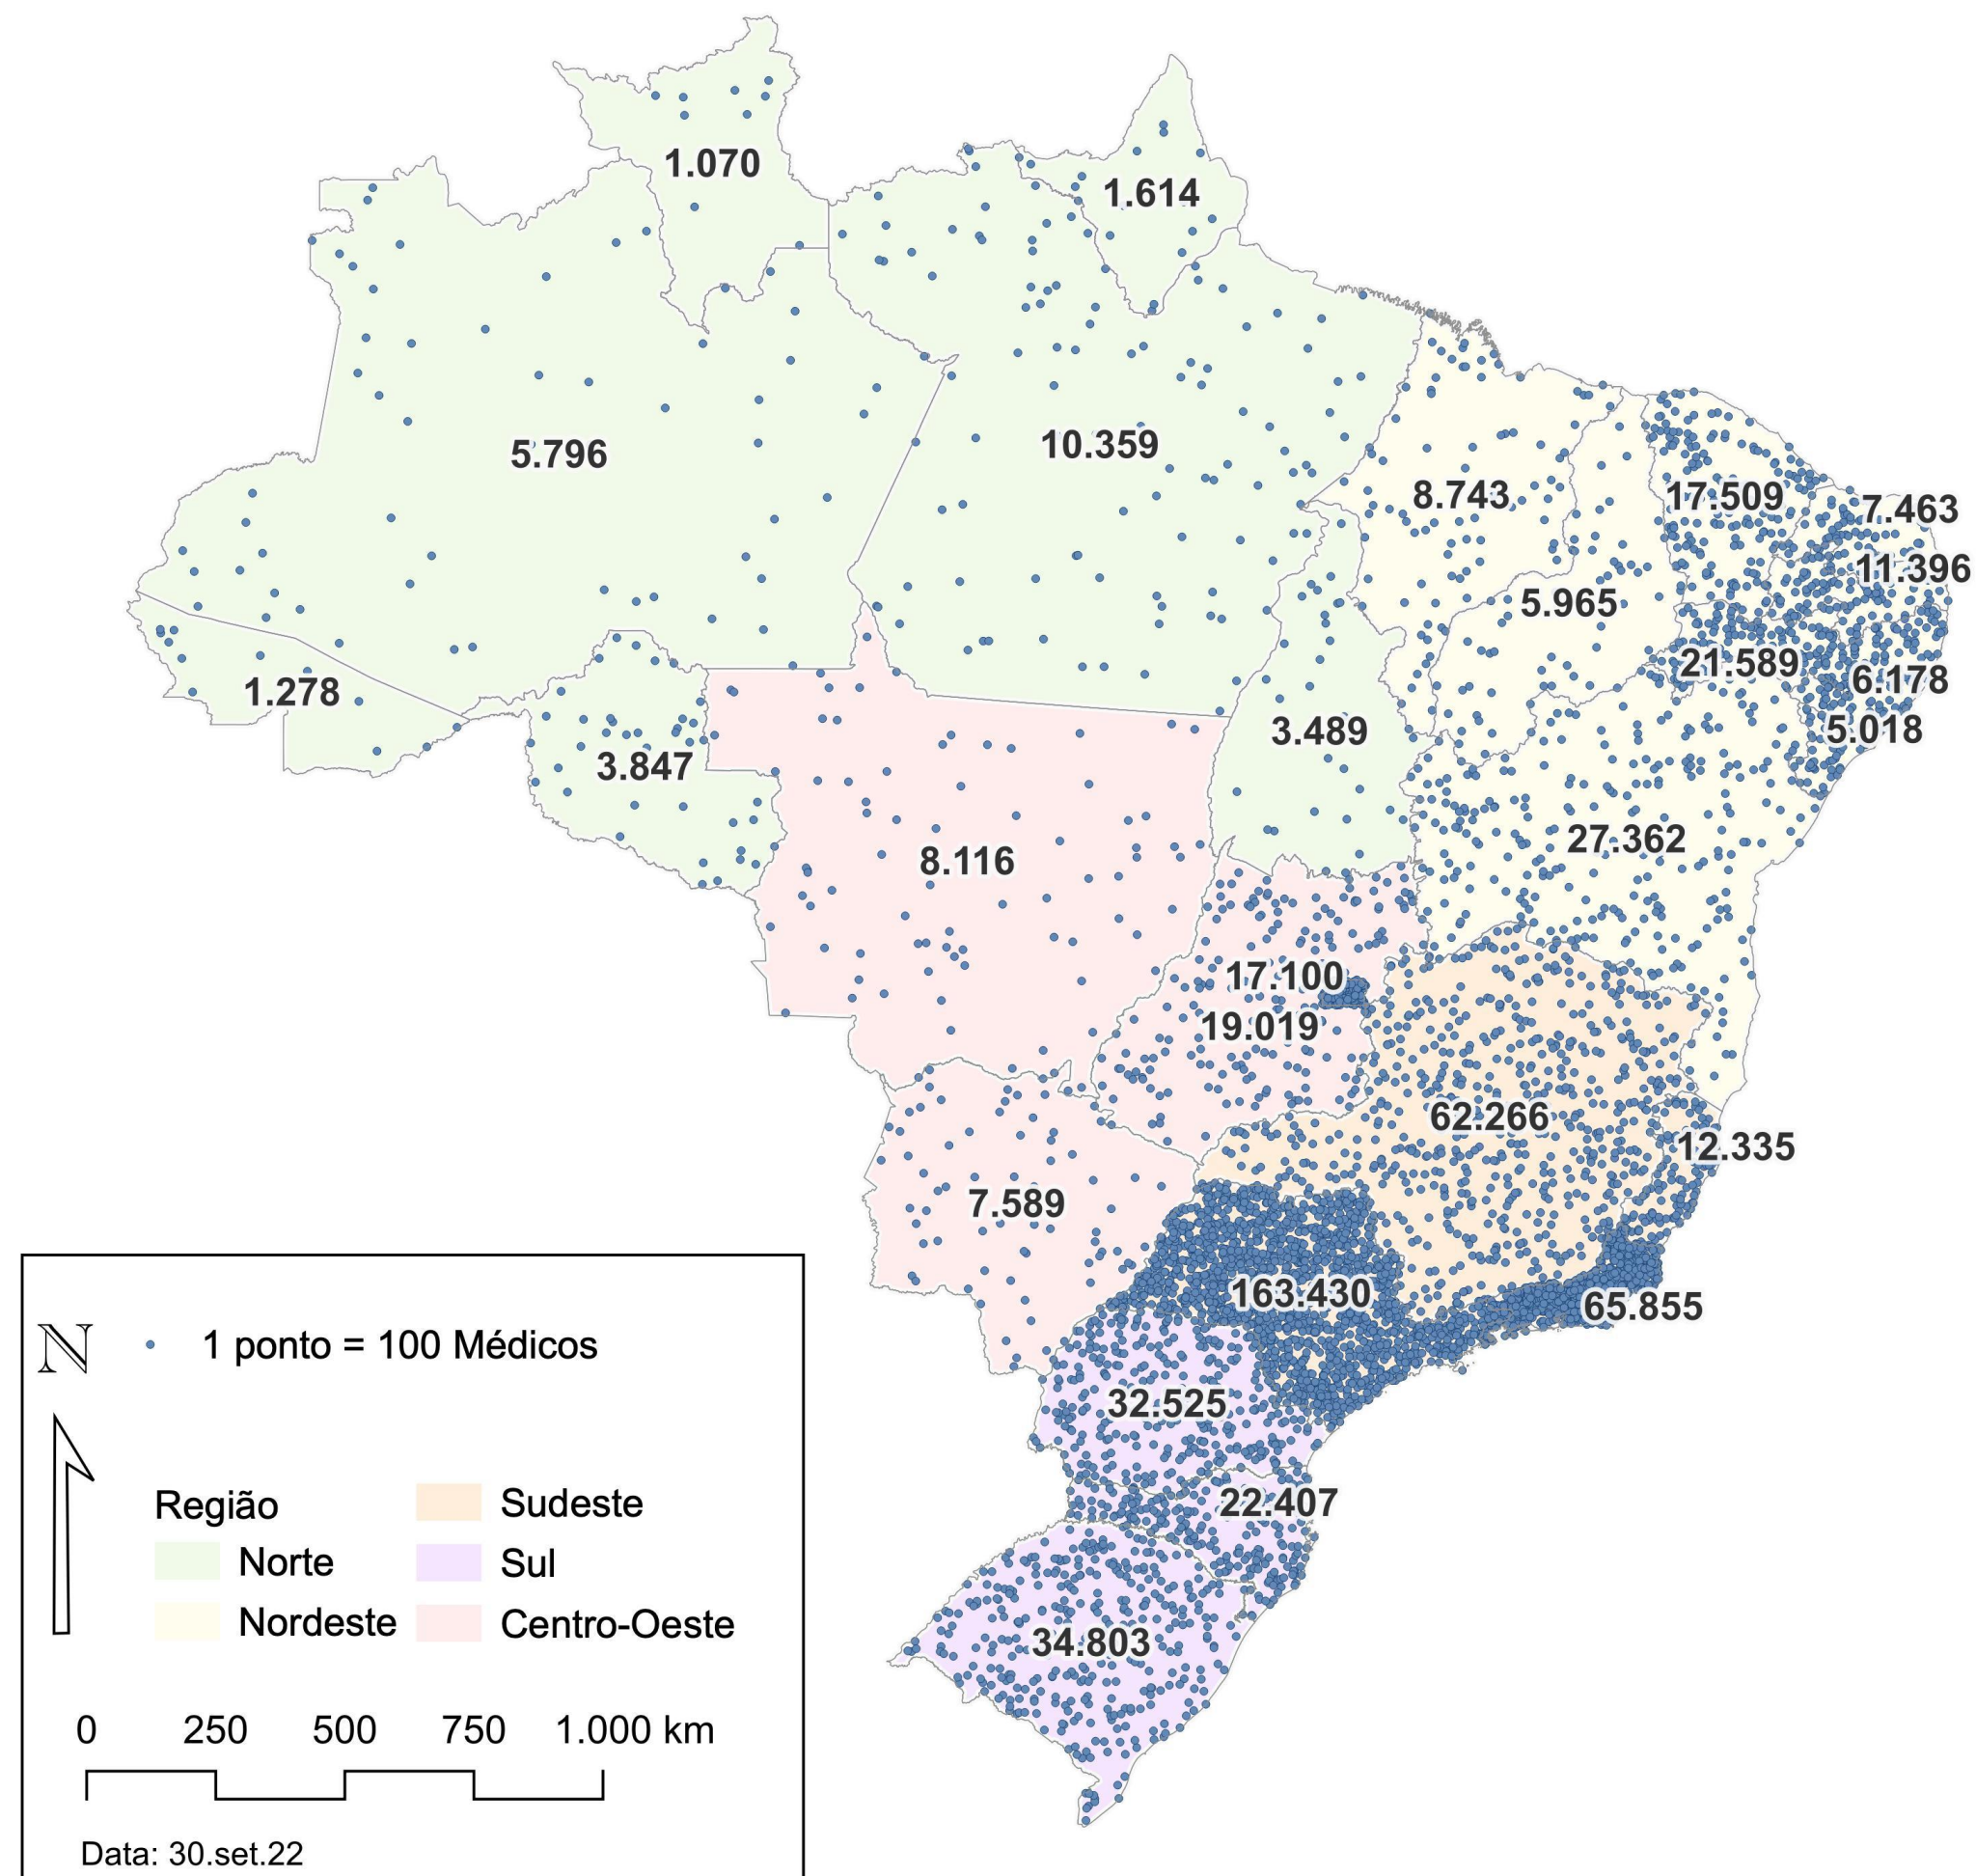 1.070
1.614
5.796
10.359
8.743
17.509
7.463
11.396
5.965
21.589
6.178
1.278
3.489
5.018
3.847
27.362
8.116
17.100
19.019
62.266
12.335
7.589
163.430
65.855
32.525
22.407
34.803
N
1 ponto = 100 Médicos
Região
Norte
Nordeste
Sudeste
Sul
Centro-Oeste
0 250 500 750 1.000 km
Data: 30.set.22